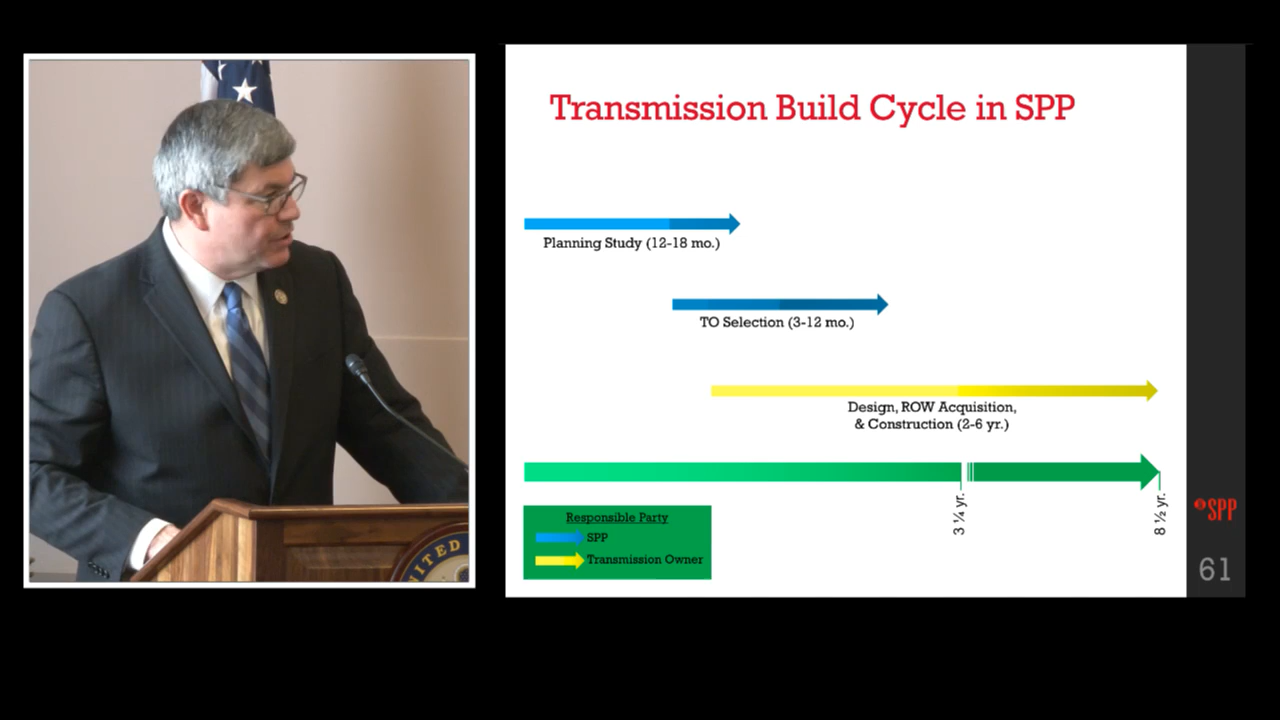 Transmission Build Cycle in SPP
Planning Study (12-18 mo.)
TO Selection (3-12 mo.)
Design, ROW Acquisition,
& Construction (2-6 yr.)
3 ¼ yr.
8 ½ yr.
Responsible Party
SPP
Transmission Owner
SPP
61
NITED